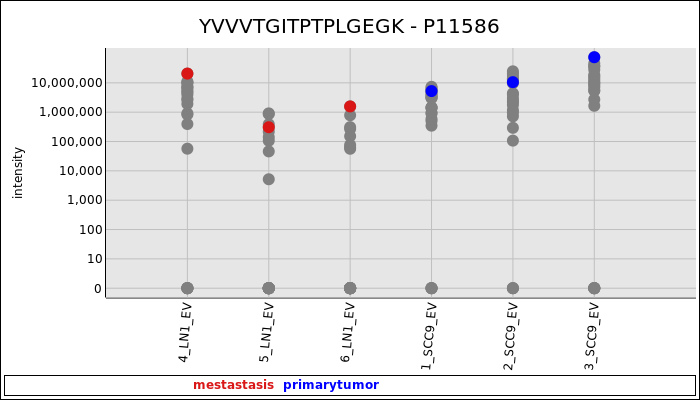 YVVVTGITPTPLGEGK - P11586
intensity
10,000,000
1,000,000
100,000
10,000
1,000
100
10
0
4_LN1_EV
5_LN1_EV
6_LN1_EV
1_SCC9_EV
2_SCC9_EV
3_SCC9_EV
mestastasis primarytumor